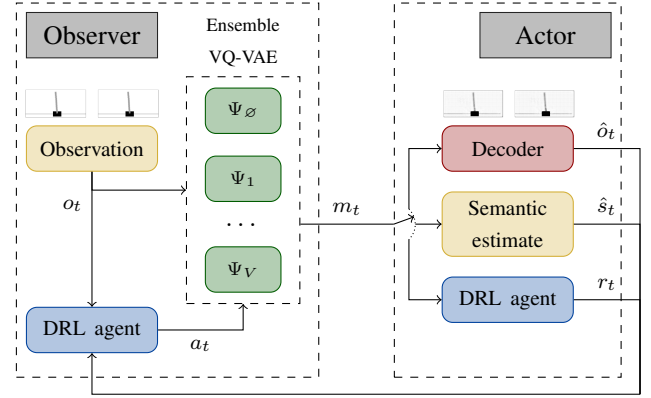 Observer
Ensemble
VQ-VAE
Actor
Ψ∅
Observation
Ψ1
Decoder
ôt
ot
···
mt
Semantic
estimate
ŝt
ΨV
DRL agent
at
DRL agent
rt